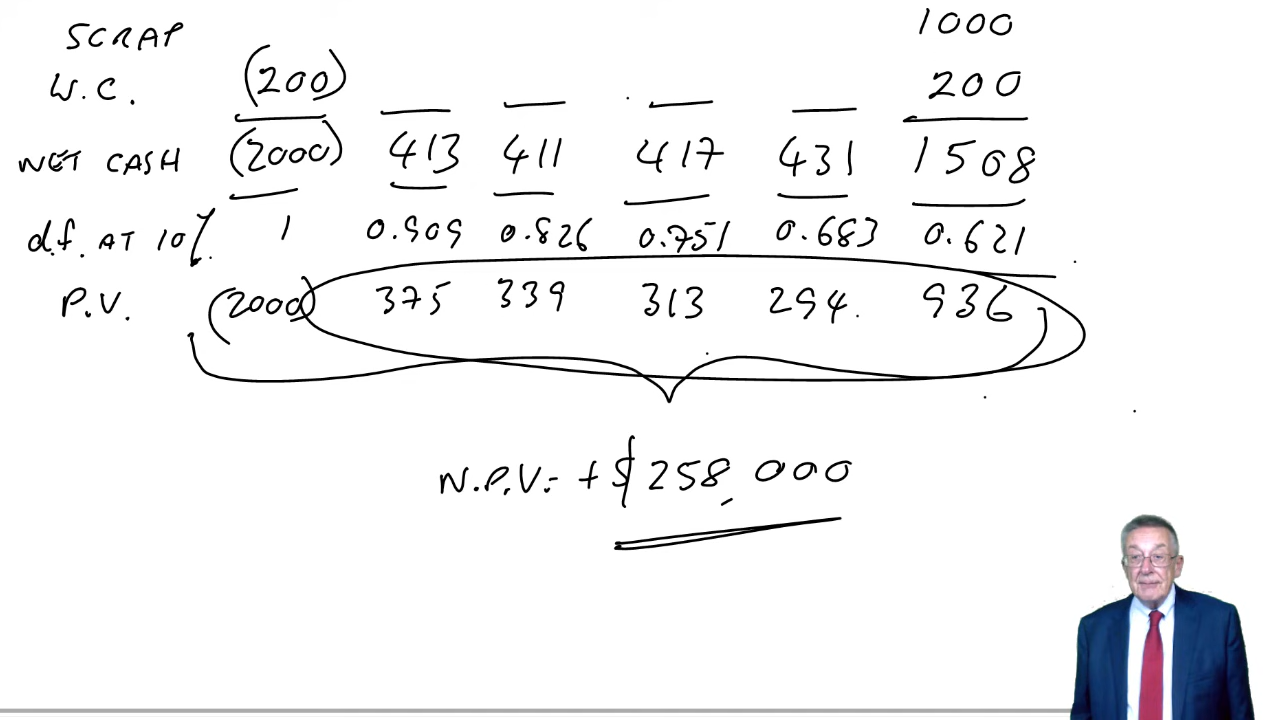 SCRAP 1000
W.C. (200) 200
NET CASH (2000) 413 411 417 431 1508
d.f. AT 10% 1 0.909 0.826 0.751 0.683 0.621
P.V. (2000) 375 339 313 294 936
N.P.V. = + $258,000